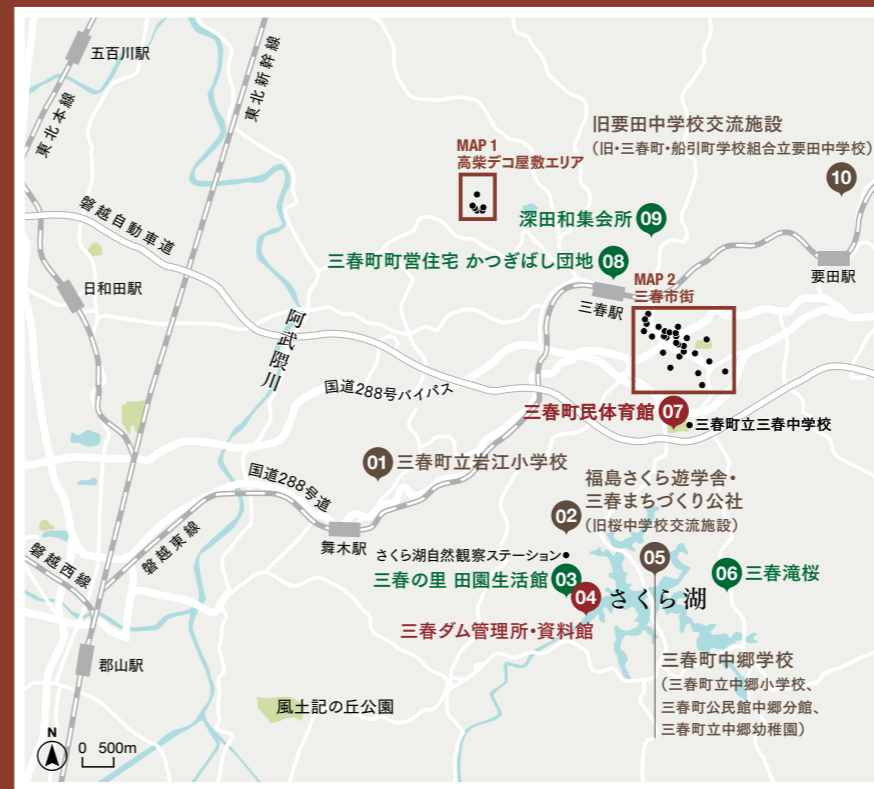 五百川駅
東北本線
東北新幹線
磐越自動車道
日和田駅
阿武隈川
MAP 1
高柴デコ屋敷エリア
旧要田中学校交流施設
(旧・三春町・船引町学校組合立要田中学校)
10
深田和集会所 09
三春町町営住宅 かつぎばし団地 08
要田駅
三春駅
MAP 2
三春市街
国道288号バイパス
三春町民体育館 07
三春町立三春中学校
01 三春町立岩江小学校
国道288号道
舞木駅
磐越東線
磐越西線
郡山駅
福島さくら遊学舎・
三春まちづくり公社
(旧桜中学校交流施設)
02
さくら湖自然観察ステーション
三春の里 田園生活館 03
04
三春ダム管理所・資料館
05
さくら湖
06 三春滝桜
三春町中郷学校
(三春町立中郷小学校、
三春町公民館中郷分館、
三春町立中郷幼稚園)
風土記の丘公園
N
0 500m